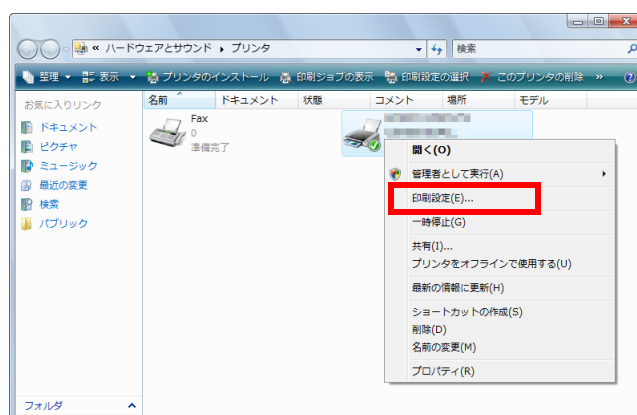 « ハードウェアとサウンド ▸ プリンタ
検索
整理 表示 プリンタのインストール 印刷ジョブの表示 印刷設定の選択 このプリンタの削除 »
お気に入りリンク
ドキュメント
ピクチャ
ミュージック
最近の変更
検索
パブリック
フォルダ
名前 ドキュメント 状態 コメント 場所 モデル
Fax
0
準備完了
開く(O)
管理者として実行(A)
印刷設定(E)...
一時停止(G)
共有(I)...
プリンタをオフラインで使用する(U)
最新の情報に更新(H)
ショートカットの作成(S)
削除(D)
名前の変更(M)
プロパティ(R)